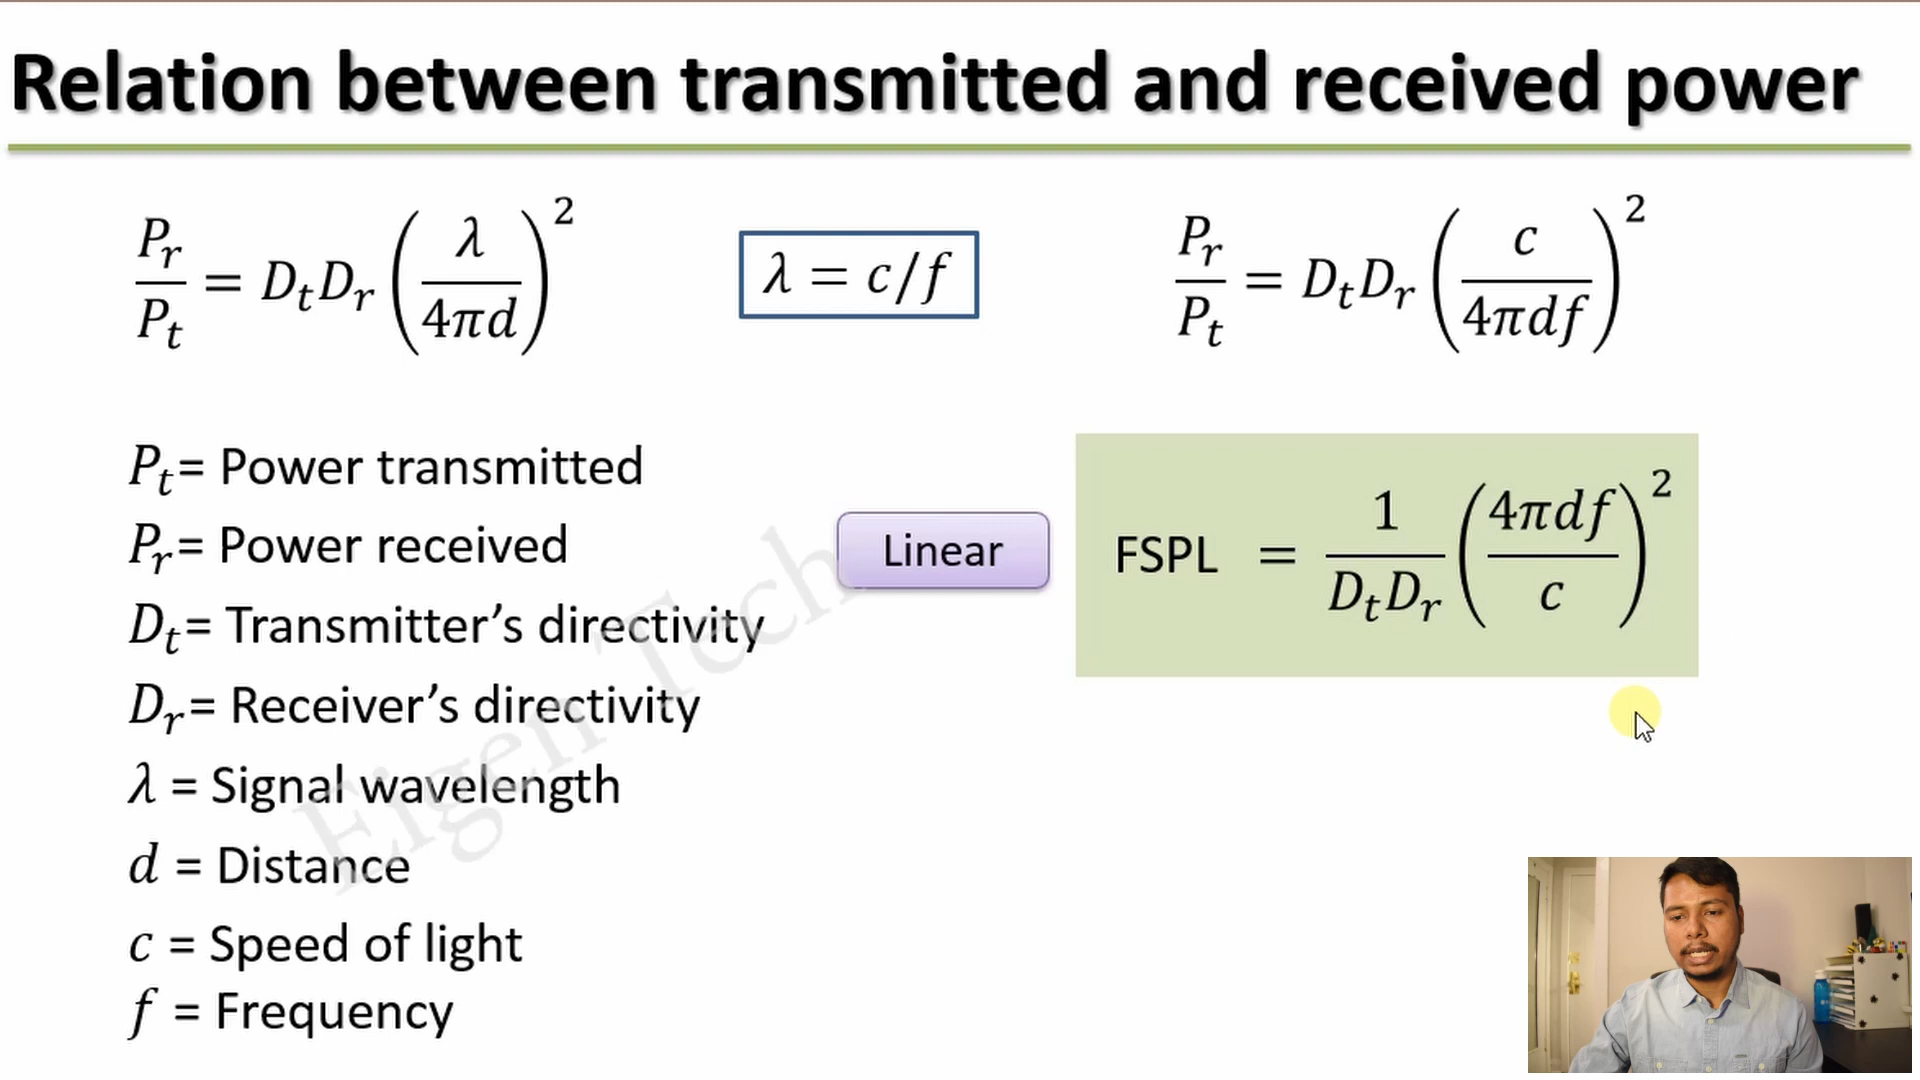 Relation between transmitted and received power
P_r/P_t = D_t D_r (λ/4πd)^2
λ = c/f
P_r/P_t = D_t D_r (c/4πdf)^2
P_t= Power transmitted
P_r= Power received
D_t= Transmitter’s directivity
D_r= Receiver’s directivity
λ = Signal wavelength
d = Distance
c = Speed of light
f = Frequency
Linear
FSPL = 1/D_t D_r (4πdf/c)^2
Eigen Tech